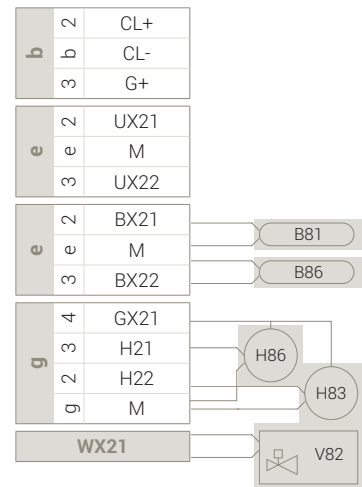 b 2 CL+
b CL-
3 G+
e 2 UX21
e M
3 UX22
e 2 BX21
e M
3 BX22
B81
B86
g 4 GX21
3 H21
2 H22
g M
H86
H83
WX21
V82